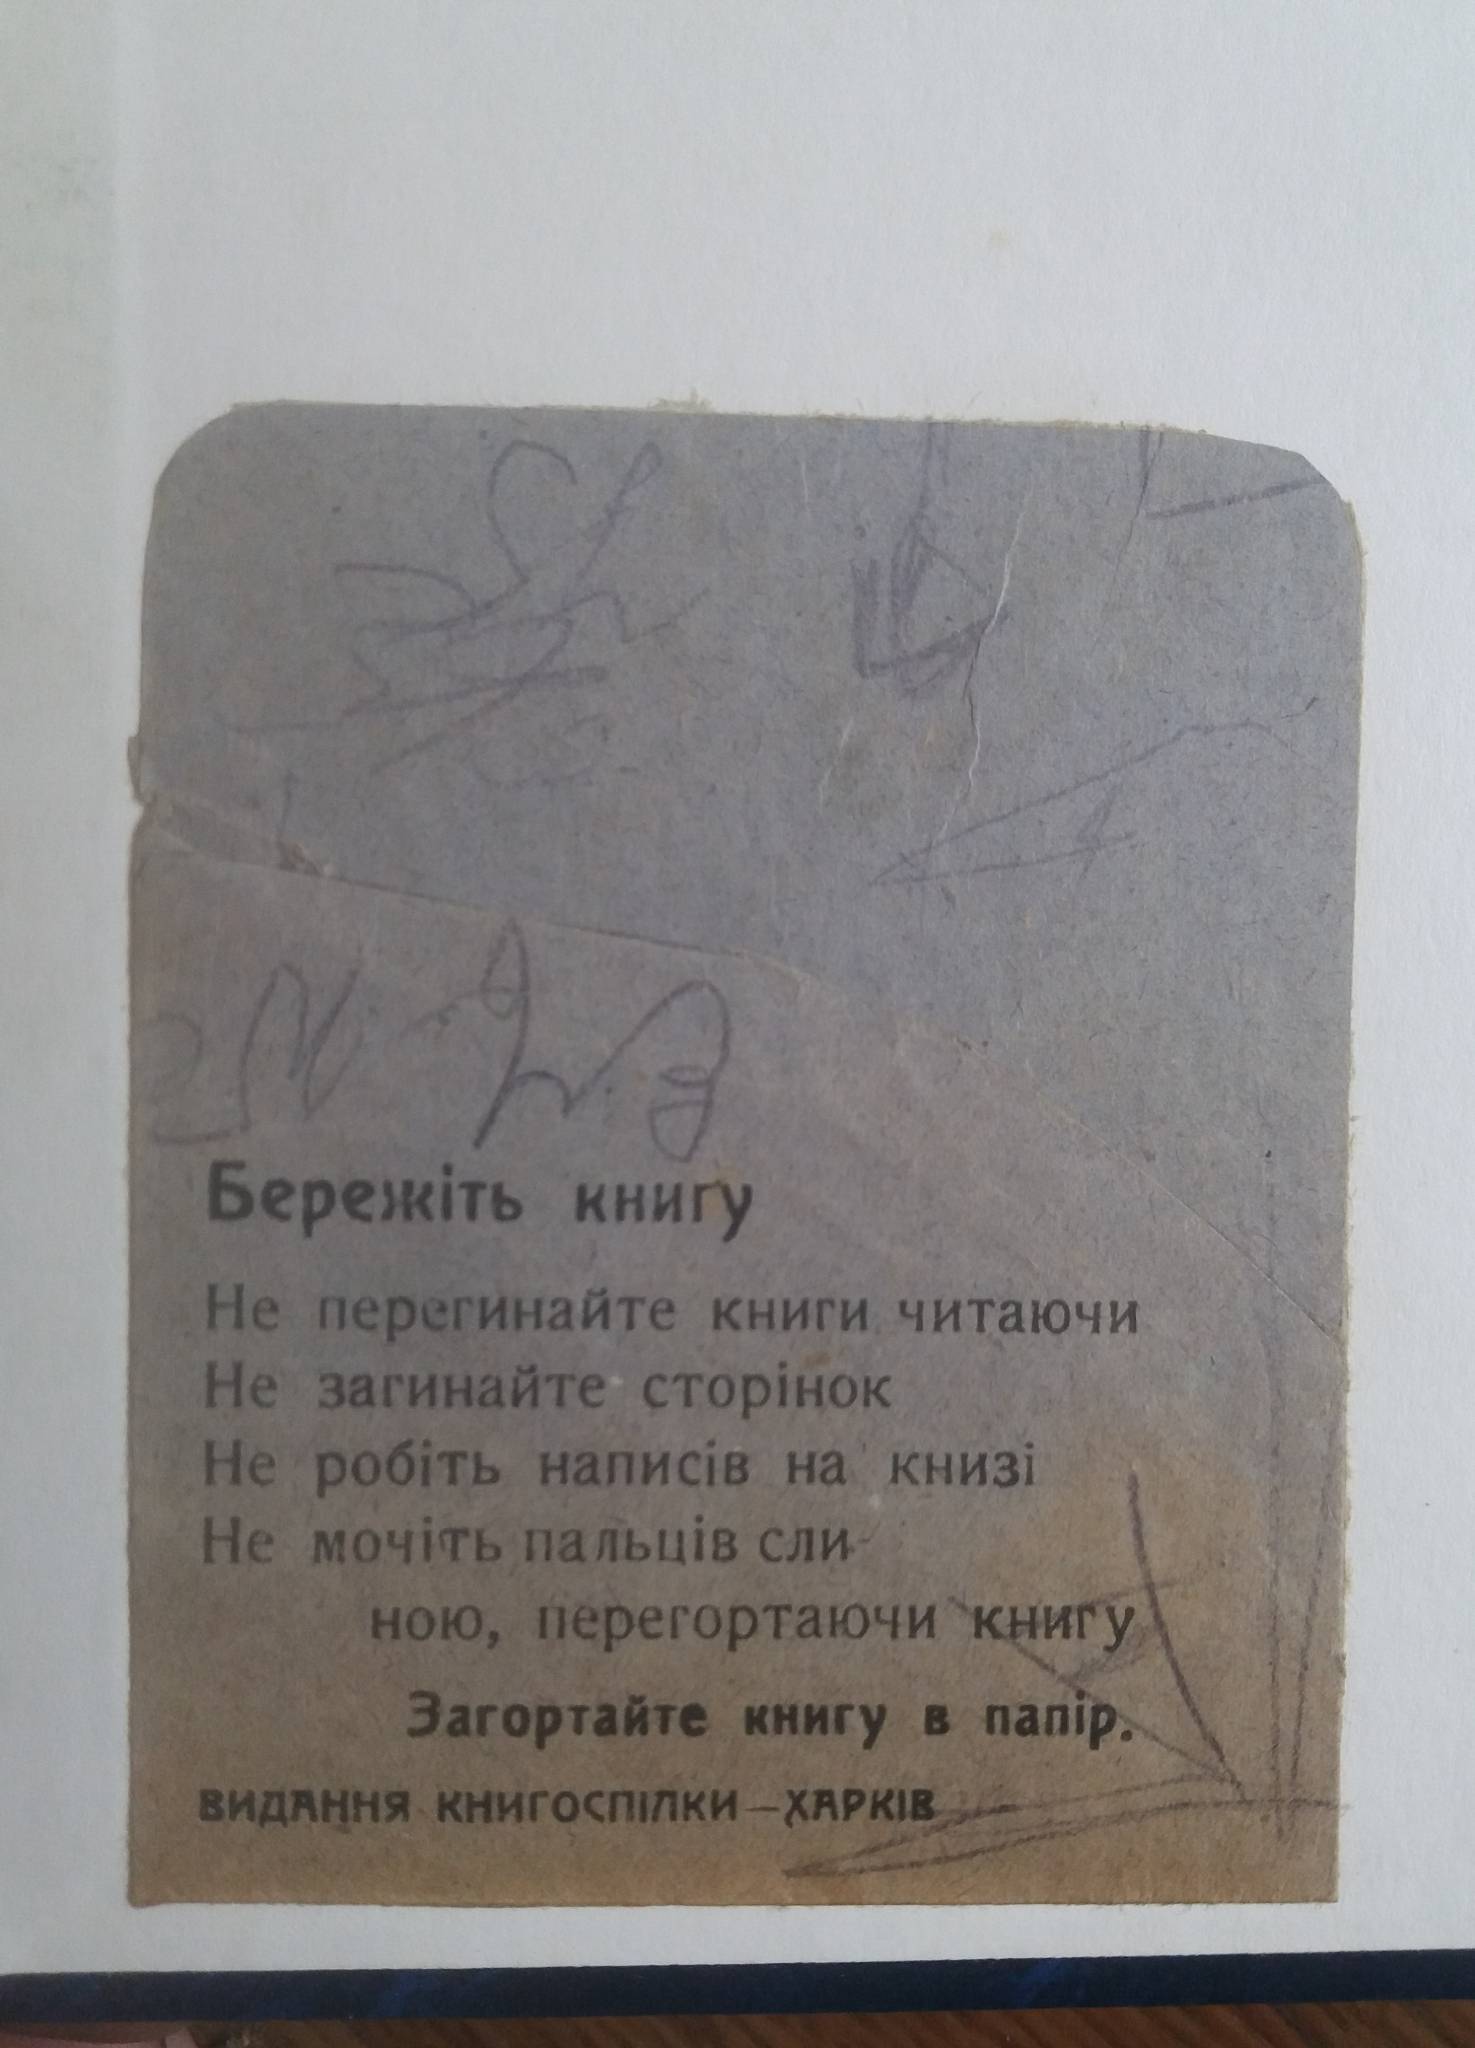 Бережіть книгу
Не перегинайте книги читаючи
Не загинайте сторінок
Не робіть написів на книзі
Не мочіть пальців сли-
ною, перегортаючи книгу
Загортайте книгу в папір.
ВИДАННЯ КНИГОСПІЛКИ—ХАРКІВ